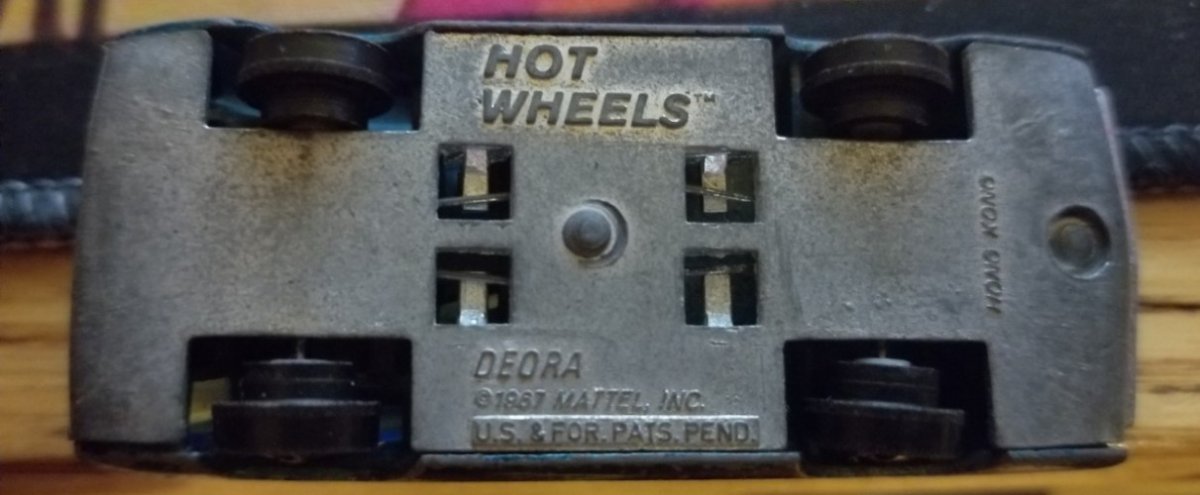 HOT
WHEELS™
HONG KONG
DEORA
©1967 MATTEL, INC.
U.S. & FOR. PATS. PEND.